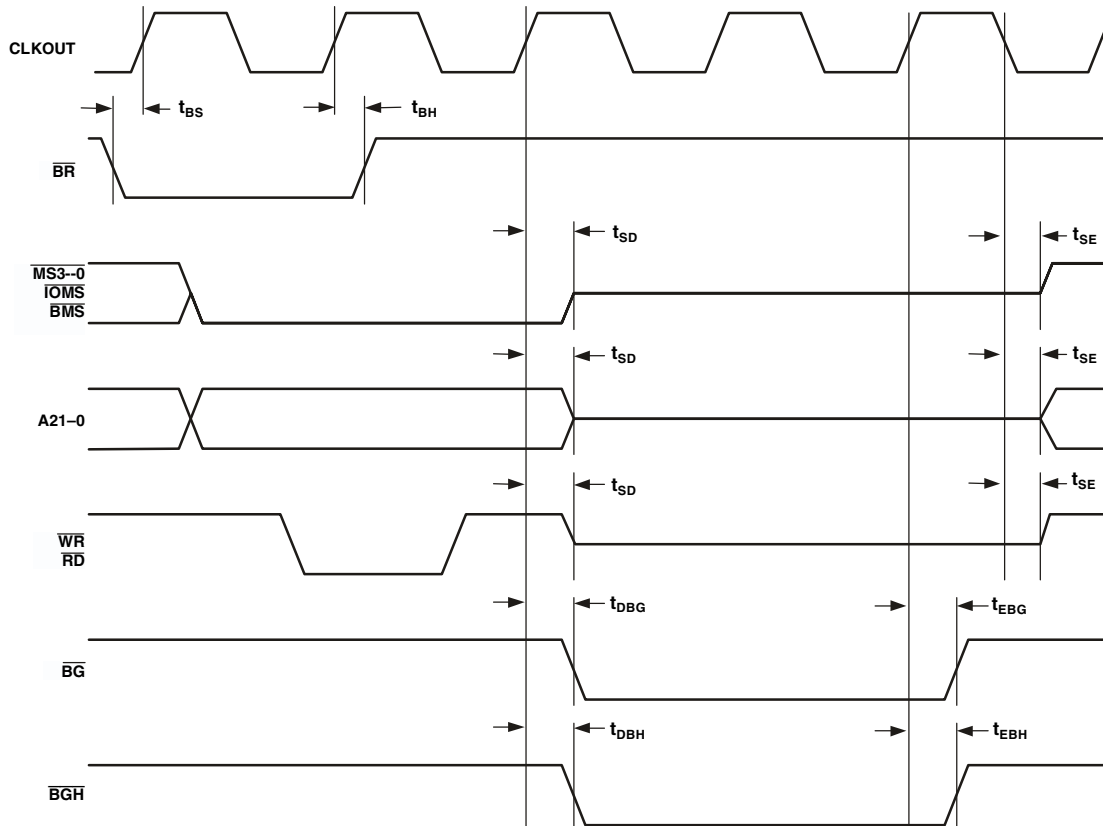 CLKOUT
tBS
tBH
BR
tSD
tSE
MS3--0
IOMS
BMS
tSD
tSE
A21–0
tSD
tSE
WR
RD
tDBG
tEBG
BG
tDBH
tEBH
BGH